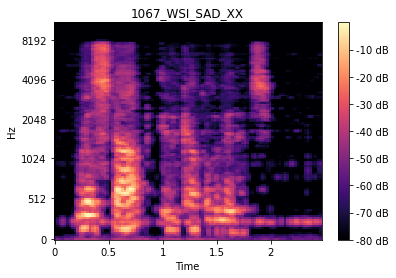 1067_WSI_SAD_XX
8192
4096
2048
1024
512
0
Hz
0
0.5
1
1.5
2
Time
-10 dB
-20 dB
-30 dB
-40 dB
-50 dB
-60 dB
-70 dB
-80 dB